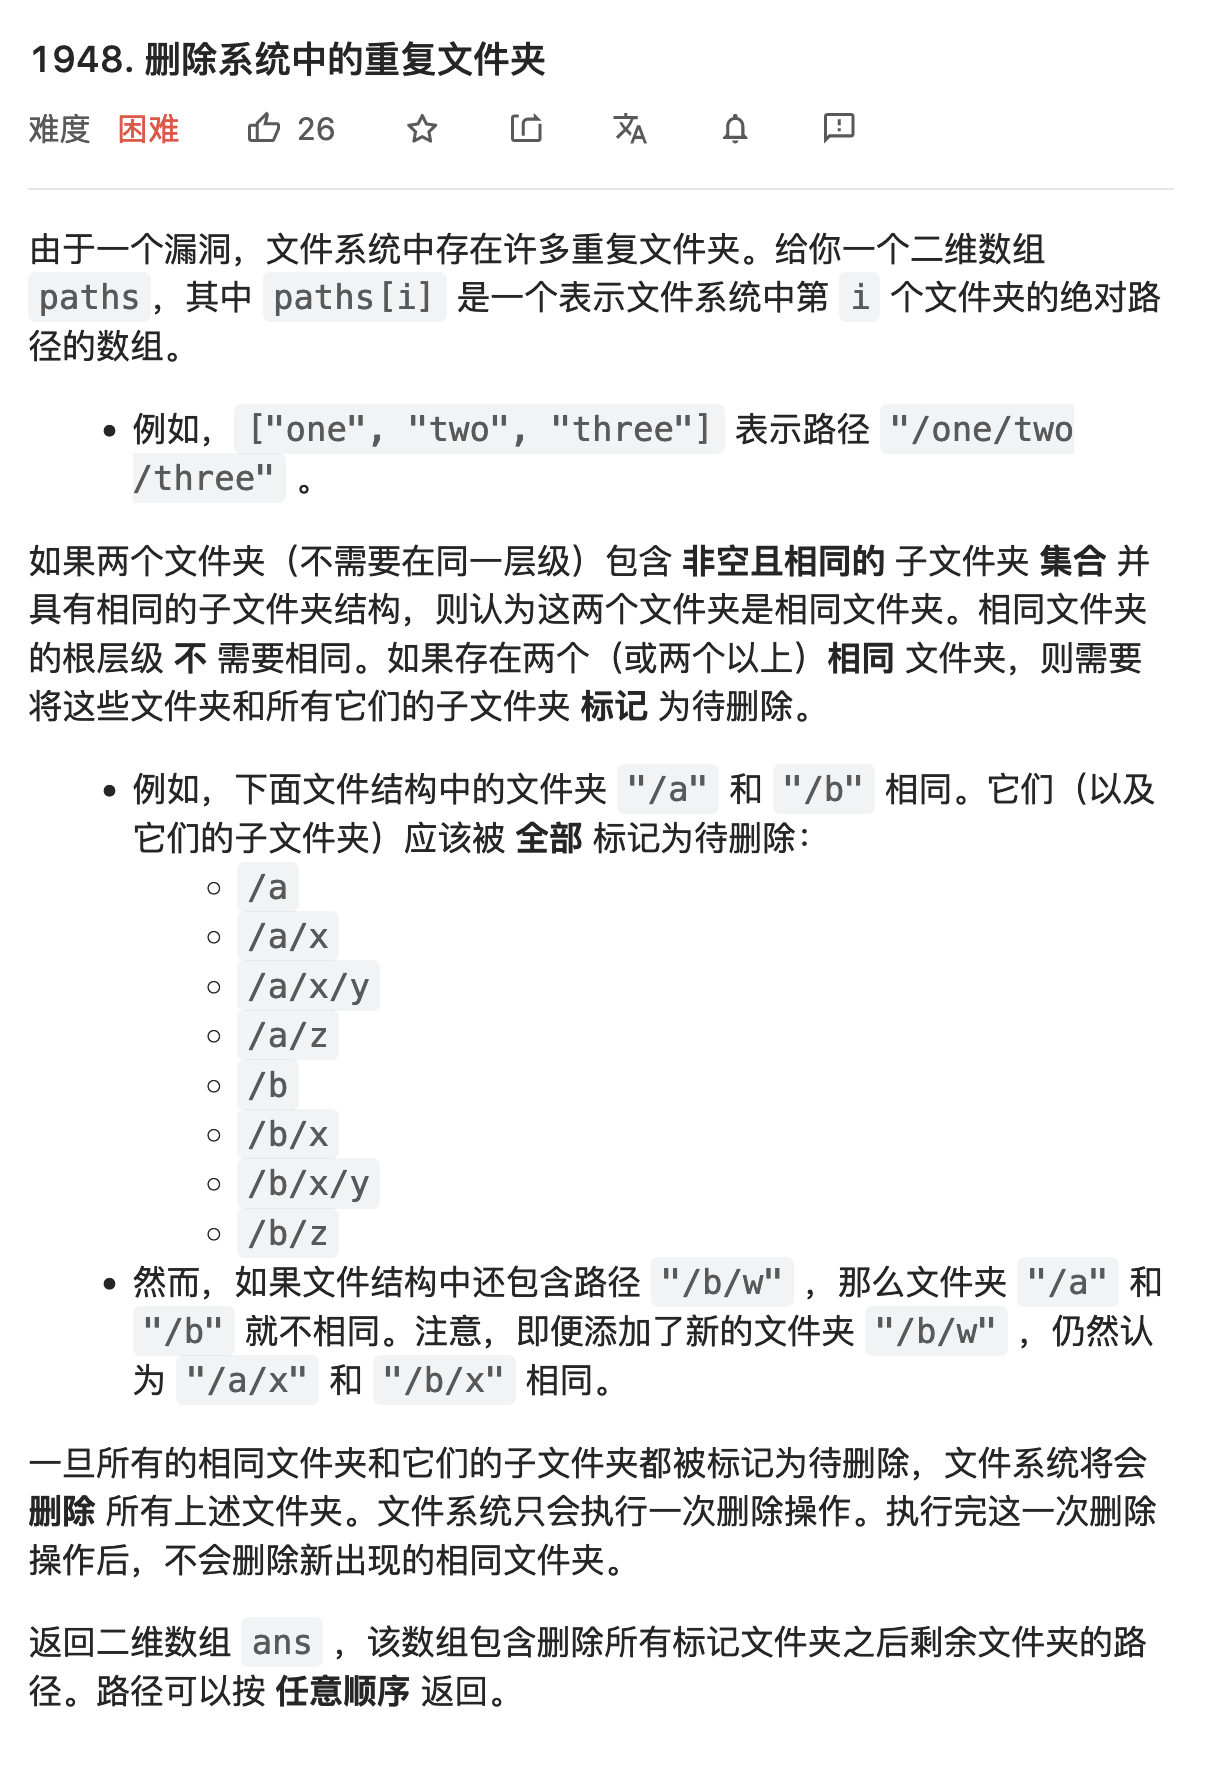 1948. 删除系统中的重复文件夹
难度 困难 26
由于一个漏洞，文件系统中存在许多重复文件夹。给你一个二维数组
paths，其中 paths[i] 是一个表示文件系统中第 i 个文件夹的绝对路
径的数组。
• 例如，["one", "two", "three"] 表示路径 "/one/two
/three" 。
如果两个文件夹（不需要在同一层级）包含 非空且相同的 子文件夹 集合 并
具有相同的子文件夹结构，则认为这两个文件夹是相同文件夹。相同文件夹
的根层级 不 需要相同。如果存在两个（或两个以上）相同 文件夹，则需要
将这些文件夹和所有它们的子文件夹 标记 为待删除。
• 例如，下面文件结构中的文件夹 "/a" 和 "/b" 相同。它们（以及
它们的子文件夹）应该被 全部 标记为待删除：
◦ /a
◦ /a/x
◦ /a/x/y
◦ /a/z
◦ /b
◦ /b/x
◦ /b/x/y
◦ /b/z
• 然而，如果文件结构中还包含路径 "/b/w" ，那么文件夹 "/a" 和
"/b" 就不相同。注意，即便添加了新的文件夹 "/b/w" ，仍然认
为 "/a/x" 和 "/b/x" 相同。
一旦所有的相同文件夹和它们的子文件夹都被标记为待删除，文件系统将会
删除 所有上述文件夹。文件系统只会执行一次删除操作。执行完这一次删除
操作后，不会删除新出现的相同文件夹。
返回二维数组 ans ，该数组包含删除所有标记文件夹之后剩余文件夹的路
径。路径可以按 任意顺序 返回。